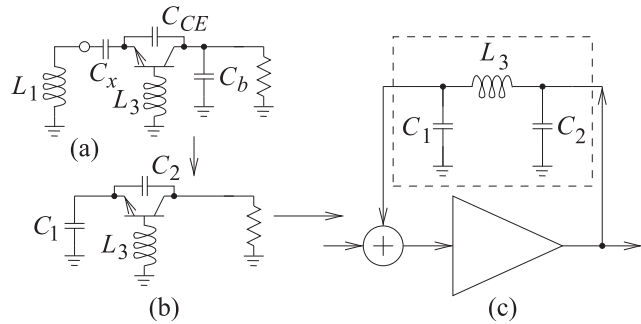 C_CE
L_1
C_x
L_3
C_b
(a)
C_2
C_1
L_3
(b)
L_3
C_1
C_2
+
(c)